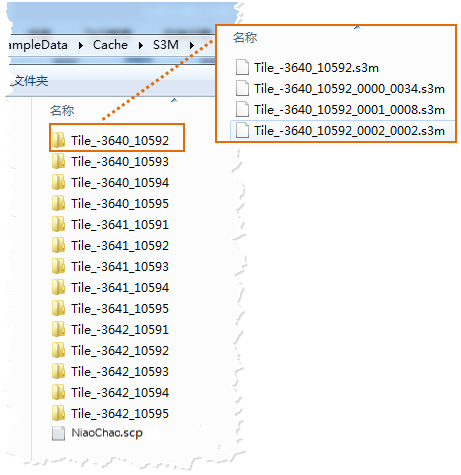 ampleData ▸ Cache ▸ S3M ▸
文件夹
名称
Tile_-3640_10592
Tile_-3640_10593
Tile_-3640_10594
Tile_-3640_10595
Tile_-3641_10591
Tile_-3641_10592
Tile_-3641_10593
Tile_-3641_10594
Tile_-3641_10595
Tile_-3642_10591
Tile_-3642_10592
Tile_-3642_10593
Tile_-3642_10594
Tile_-3642_10595
NiaoChao.scp
名称
Tile_-3640_10592.s3m
Tile_-3640_10592_0000_0034.s3m
Tile_-3640_10592_0001_0008.s3m
Tile_-3640_10592_0002_0002.s3m